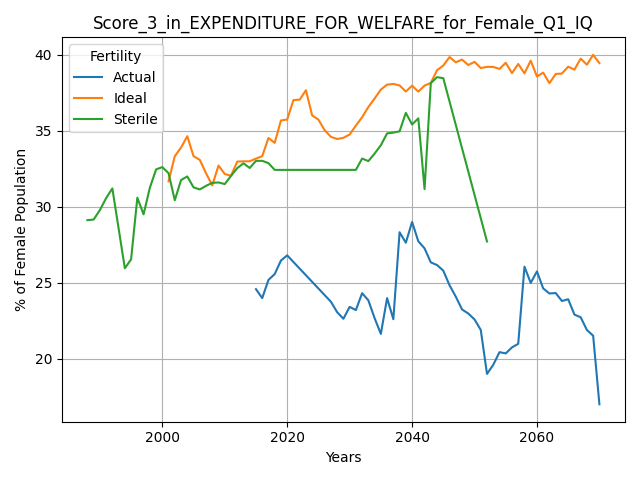 Score_3_in_EXPENDITURE_FOR_WELFARE_for_Female_Q1_IQ
Fertility
Actual
Ideal
Sterile
% of Female Population
40
35
30
25
20
2000
2020
2040
2060
Years